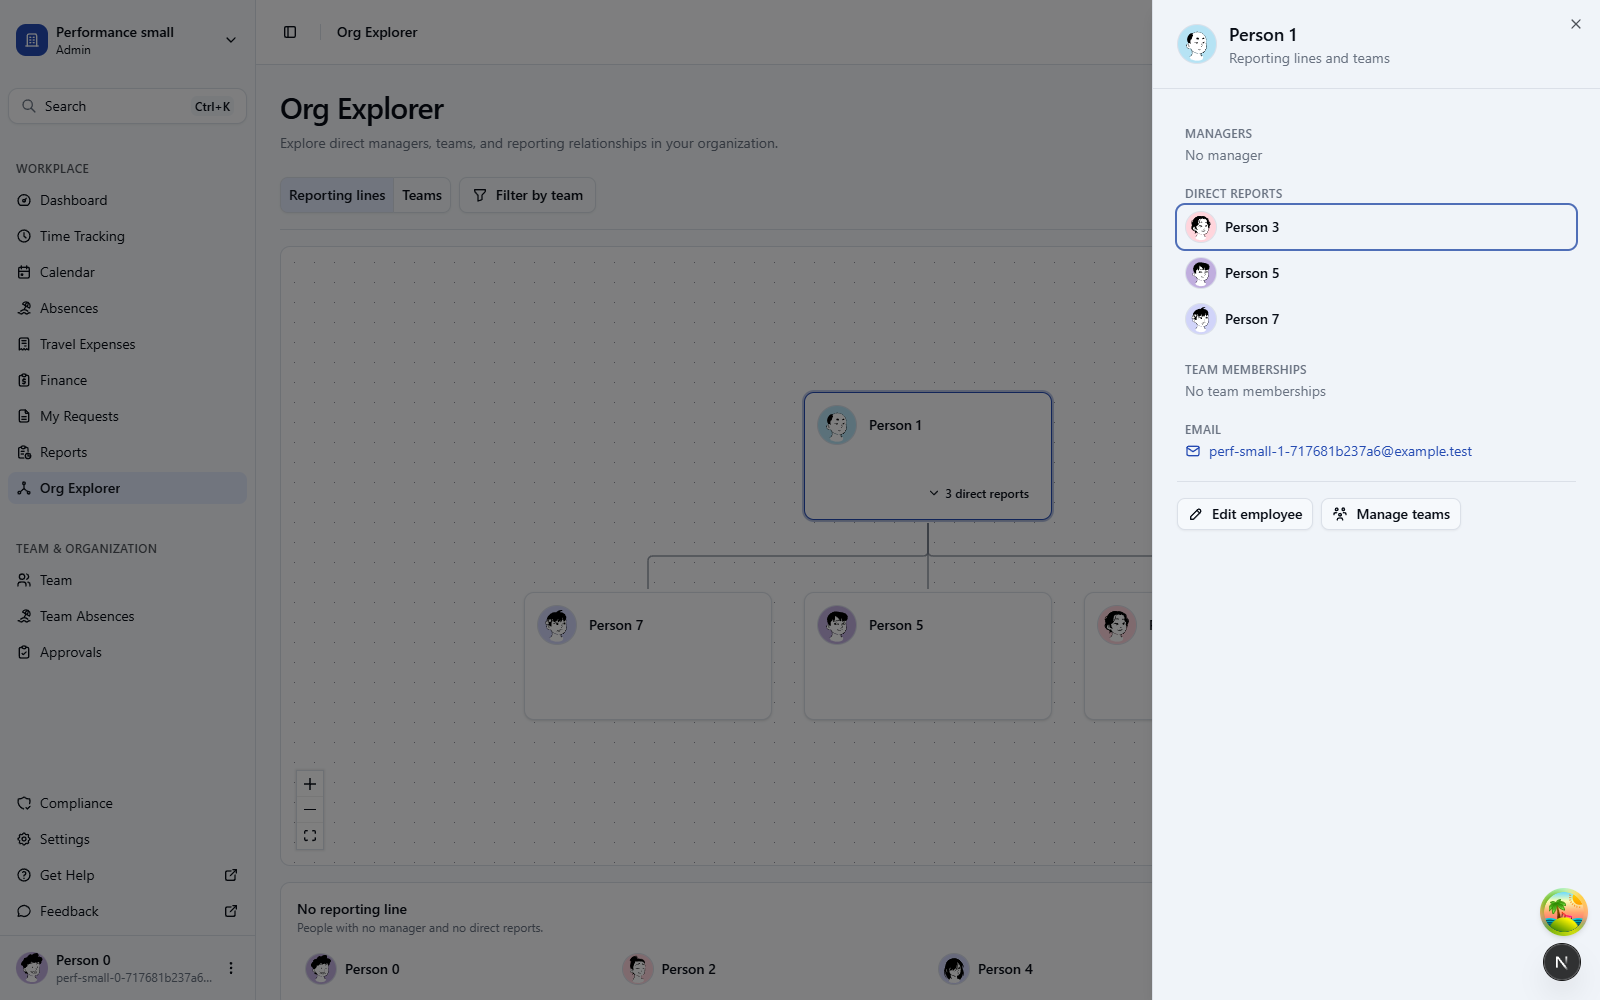 Performance small
Admin
Search
Ctrl+K
WORKPLACE
Dashboard
Time Tracking
Calendar
Absences
Travel Expenses
Finance
My Requests
Reports
Org Explorer
TEAM & ORGANIZATION
Team
Team Absences
Approvals
Compliance
Settings
Get Help
Feedback
Person 0
perf-small-0-717681b237a6...
Org Explorer
Org Explorer
Explore direct managers, teams, and reporting relationships in your organization.
Reporting lines
Teams
Filter by team
Person 1
3 direct reports
Person 7
Person 5
No reporting line
People with no manager and no direct reports.
Person 0
Person 2
Person 4
Person 1
Reporting lines and teams
MANAGERS
No manager
DIRECT REPORTS
Person 3
Person 5
Person 7
TEAM MEMBERSHIPS
No team memberships
EMAIL
perf-small-1-717681b237a6@example.test
Edit employee
Manage teams
N